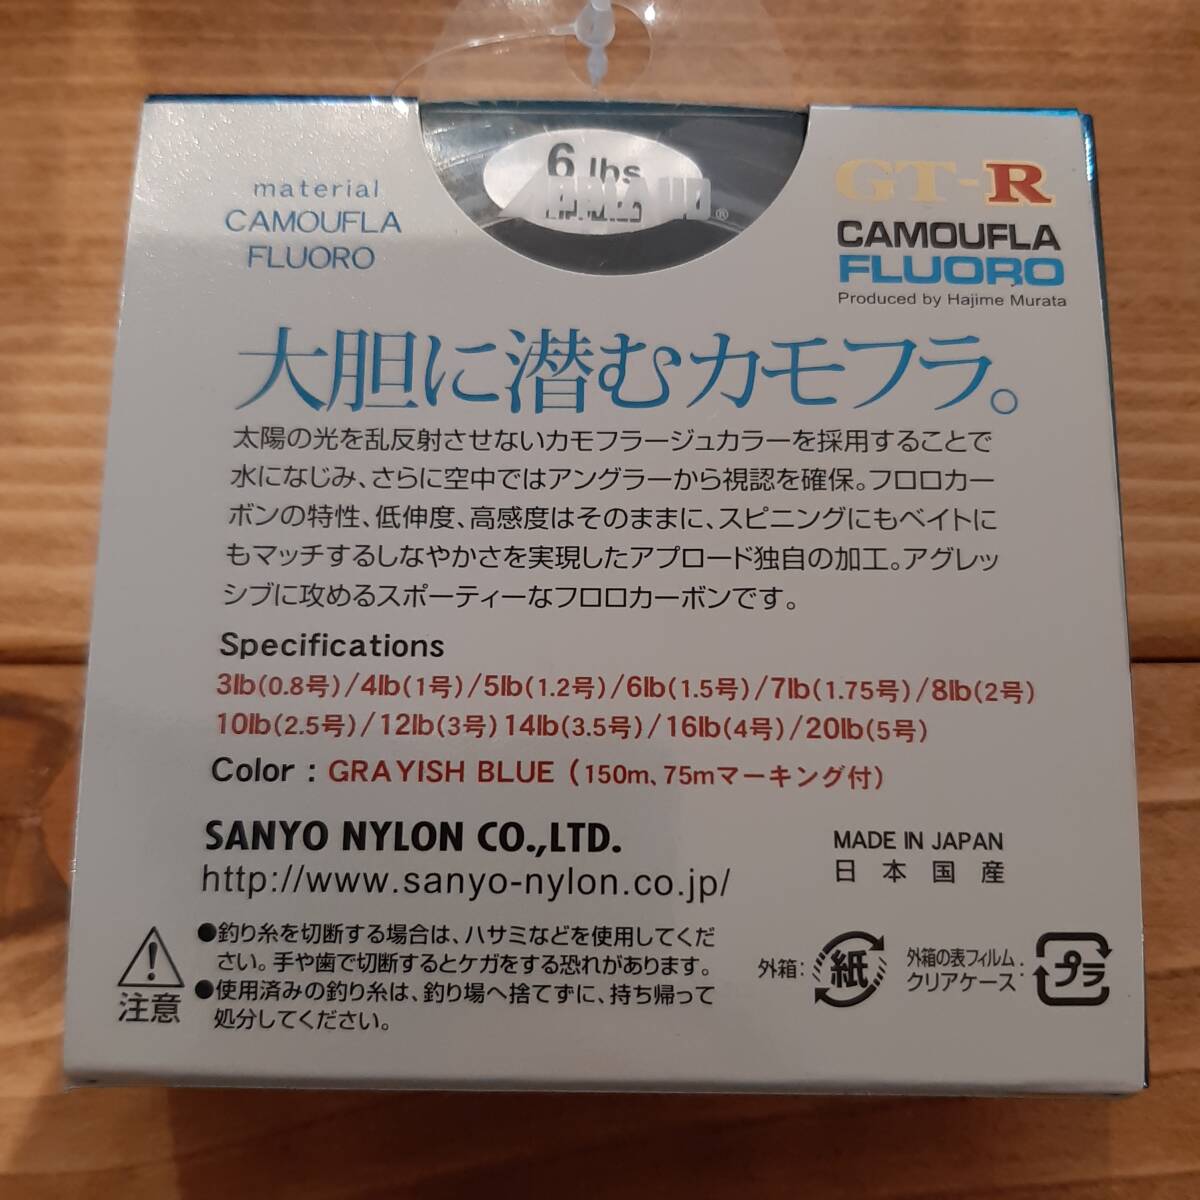 6 lbs
APPLAUD®
material
CAMOUFLA
FLUORO
GT-R
CAMOUFLA
FLUORO
Produced by Hajime Murata
大胆に潜むカモフラ。
太陽の光を乱反射させないカモフラージュカラーを採用することで
水になじみ、さらに空中ではアングラーから視認を確保。フロロカー
ボンの特性、低伸度、高感度はそのままに、スピニングにもベイトに
もマッチするしなやかさを実現したアプロード独自の加工。アグレッ
シブに攻めるスポーティーなフロロカーボンです。
Specifications
3lb(0.8号)/4lb(1号)/5lb(1.2号)/6lb(1.5号)/7lb(1.75号)/8lb(2号)
10lb(2.5号)/12lb(3号)14lb(3.5号)/16lb(4号)/20lb(5号)
Color : GRAYISH BLUE (150m、75mマーキング付)
SANYO NYLON CO.,LTD.
http://www.sanyo-nylon.co.jp/
MADE IN JAPAN
日本国産
注意
●釣り糸を切断する場合は、ハサミなどを使用してくだ
さい。手や歯で切断するとケガをする恐れがあります。
●使用済みの釣り糸は、釣り場へ捨てずに、持ち帰って
処分してください。
外箱:
紙
外箱の表フィルム.
クリアケース:
プラ